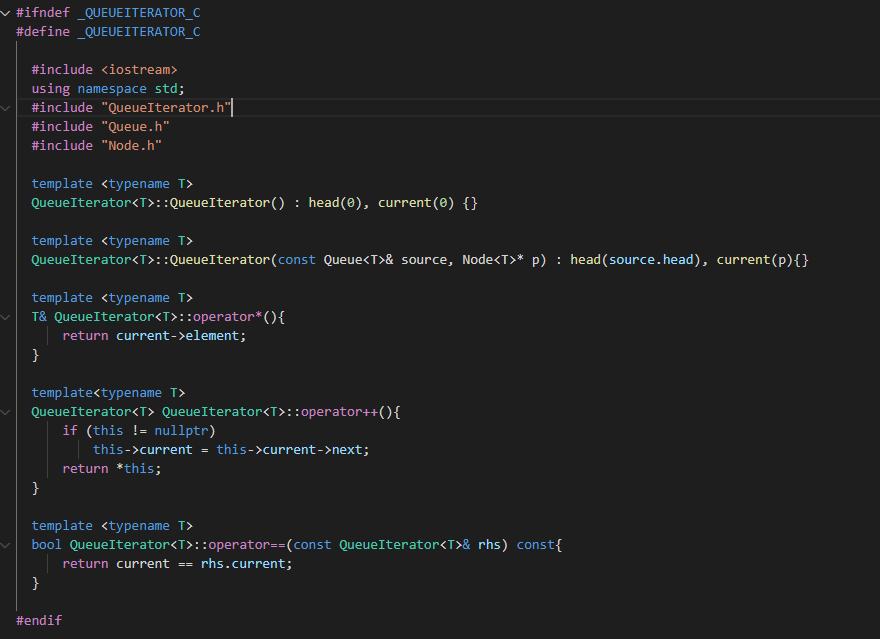 #ifndef _QUEUEITERATOR_C
#define _QUEUEITERATOR_C
#include <iostream>
using namespace std;
#include "QueueIterator.h"
#include "Queue.h"
#include "Node.h"
template <typename T>
QueueIterator<T>::QueueIterator() : head(0), current(0) {}
template <typename T>
QueueIterator<T>::QueueIterator(const Queue<T>& source, Node<T>* p) : head(source.head), current(p){}
template <typename T>
T& QueueIterator<T>::operator*(){
return current->element;
}
template<typename T>
QueueIterator<T> QueueIterator<T>::operator++(){
if (this != nullptr)
this->current = this->current->next;
return *this;
}
template <typename T>
bool QueueIterator<T>::operator==(const QueueIterator<T>& rhs) const{
return current == rhs.current;
}
#endif